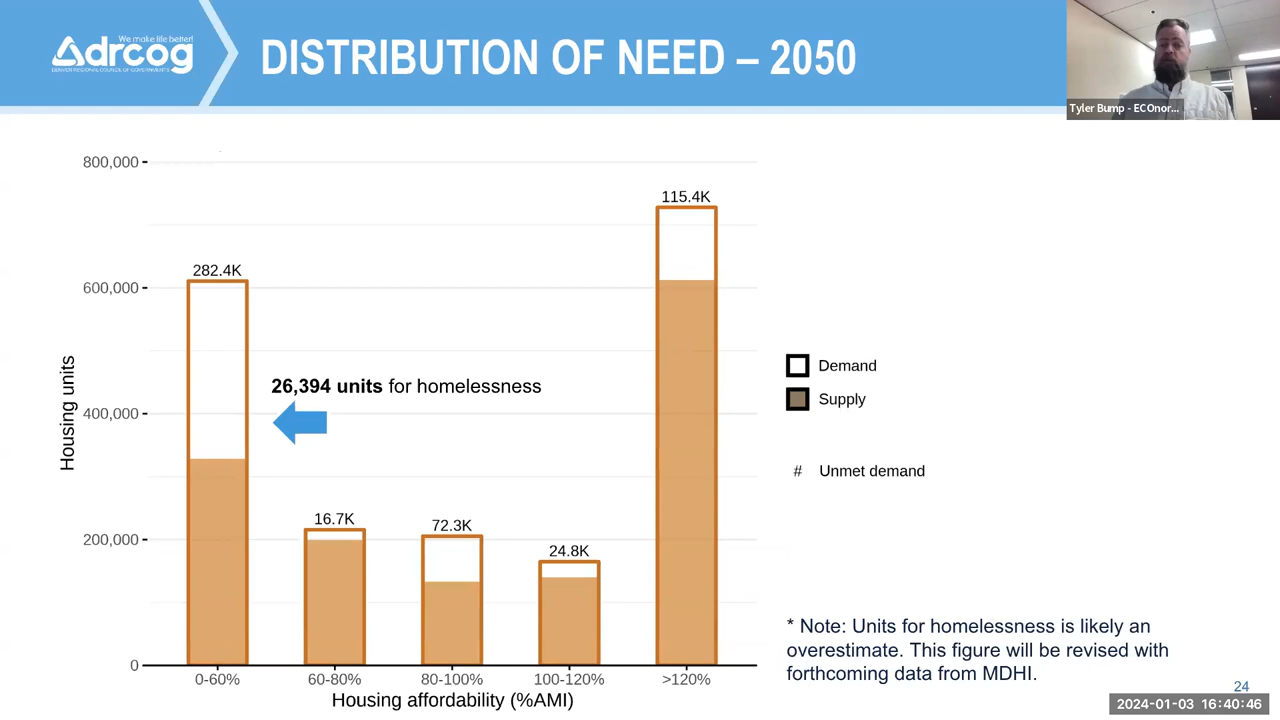 We make life better!
drcog
DENVER REGIONAL COUNCIL OF GOVERNMENTS
DISTRIBUTION OF NEED – 2050
Tyler Bump - ECOnor...
800,000
600,000
400,000
200,000
0
Housing units
282.4K
16.7K
72.3K
24.8K
115.4K
26,394 units for homelessness
0-60%
60-80%
80-100%
100-120%
>120%
Housing affordability (%AMI)
Demand
Supply
# Unmet demand
* Note: Units for homelessness is likely an
overestimate. This figure will be revised with
forthcoming data from MDHI.
24
2024-01-03 16:40:46